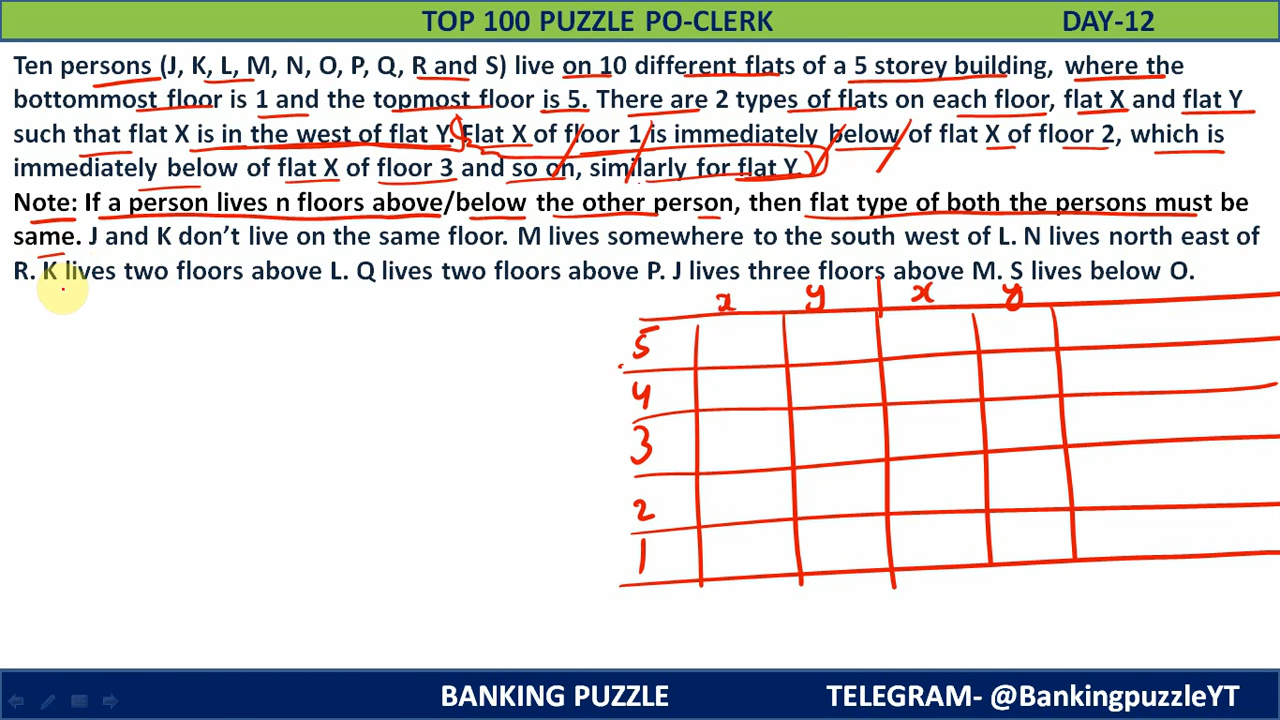 TOP 100 PUZZLE PO-CLERK DAY-12
Ten persons (J, K, L, M, N, O, P, Q, R and S) live on 10 different flats of a 5 storey building, where the
bottommost floor is 1 and the topmost floor is 5. There are 2 types of flats on each floor, flat X and flat Y
such that flat X is in the west of flat Y. Flat X of floor 1 is immediately below of flat X of floor 2, which is
immediately below of flat X of floor 3 and so on, similarly for flat Y.
Note: If a person lives n floors above/below the other person, then flat type of both the persons must be
same. J and K don’t live on the same floor. M lives somewhere to the south west of L. N lives north east of
R. K lives two floors above L. Q lives two floors above P. J lives three floors above M. S lives below O.
x y x y
5
4
3
2
1
BANKING PUZZLE TELEGRAM- @BankingpuzzleYT